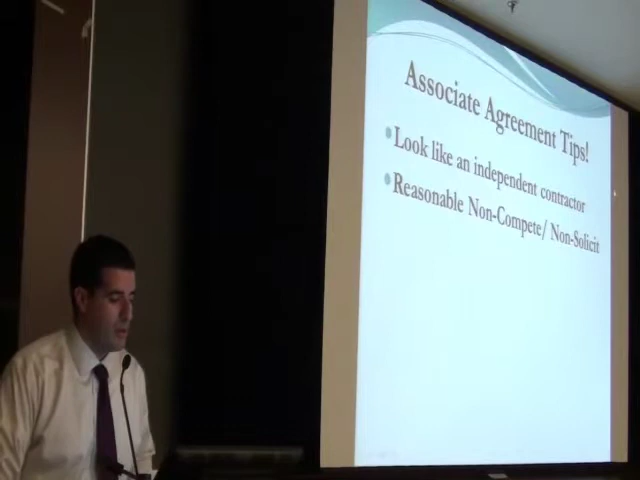 Associate Agreement Tips!
Look like an independent contractor
Reasonable Non-Compete/ Non-Solicit